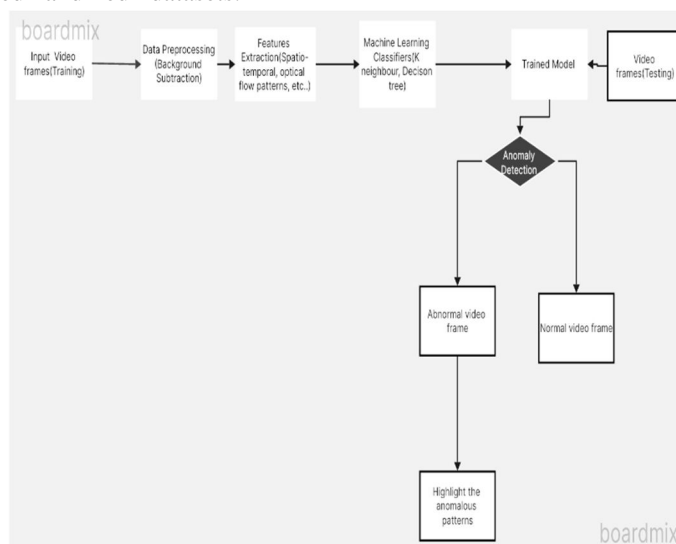 boardmix
Input Video
frames(Training)
Data Preprocessing
(Background
Subtraction)
Features
Extraction(Spatio-
temporal, optical
flow patterns, etc..)
Machine Learning
Classifiers(K
neighbour, Decison
tree)
Trained Model
Video
frames(Testing)
Anomaly
Detection
Abnormal video
frame
Normal video frame
Highlight the
anomalous
patterns
boardmix